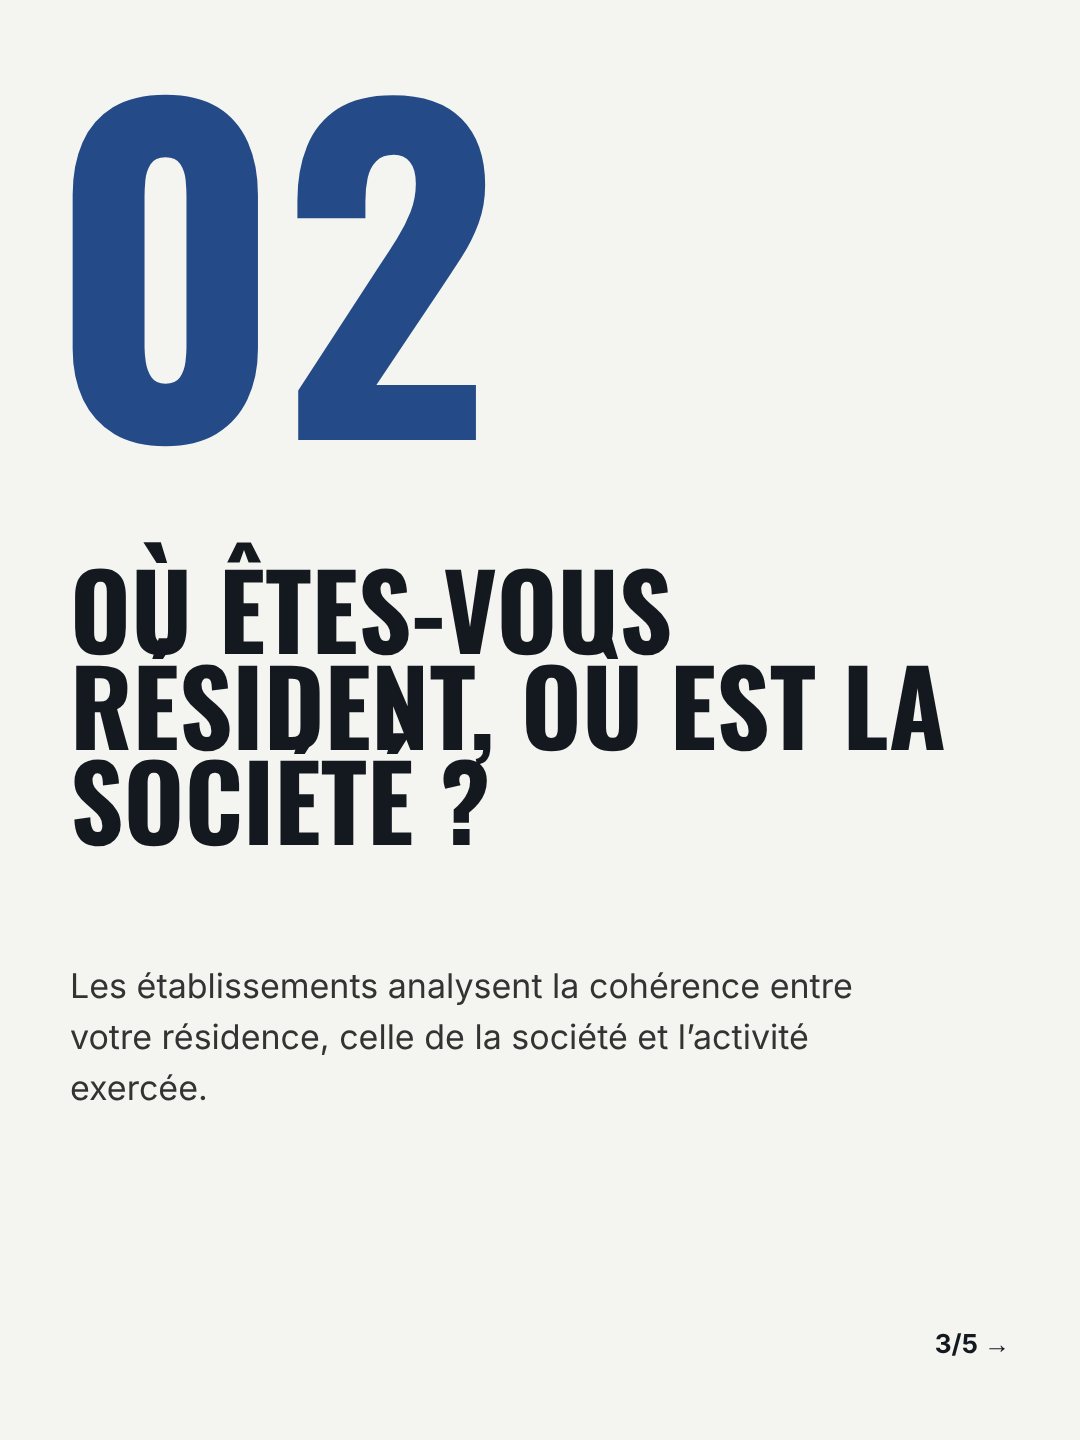 02
OÙ ÊTES-VOUS
RÉSIDENT, OÙ EST LA
SOCIÉTÉ ?
Les établissements analysent la cohérence entre
votre résidence, celle de la société et l’activité
exercée.
3/5 →